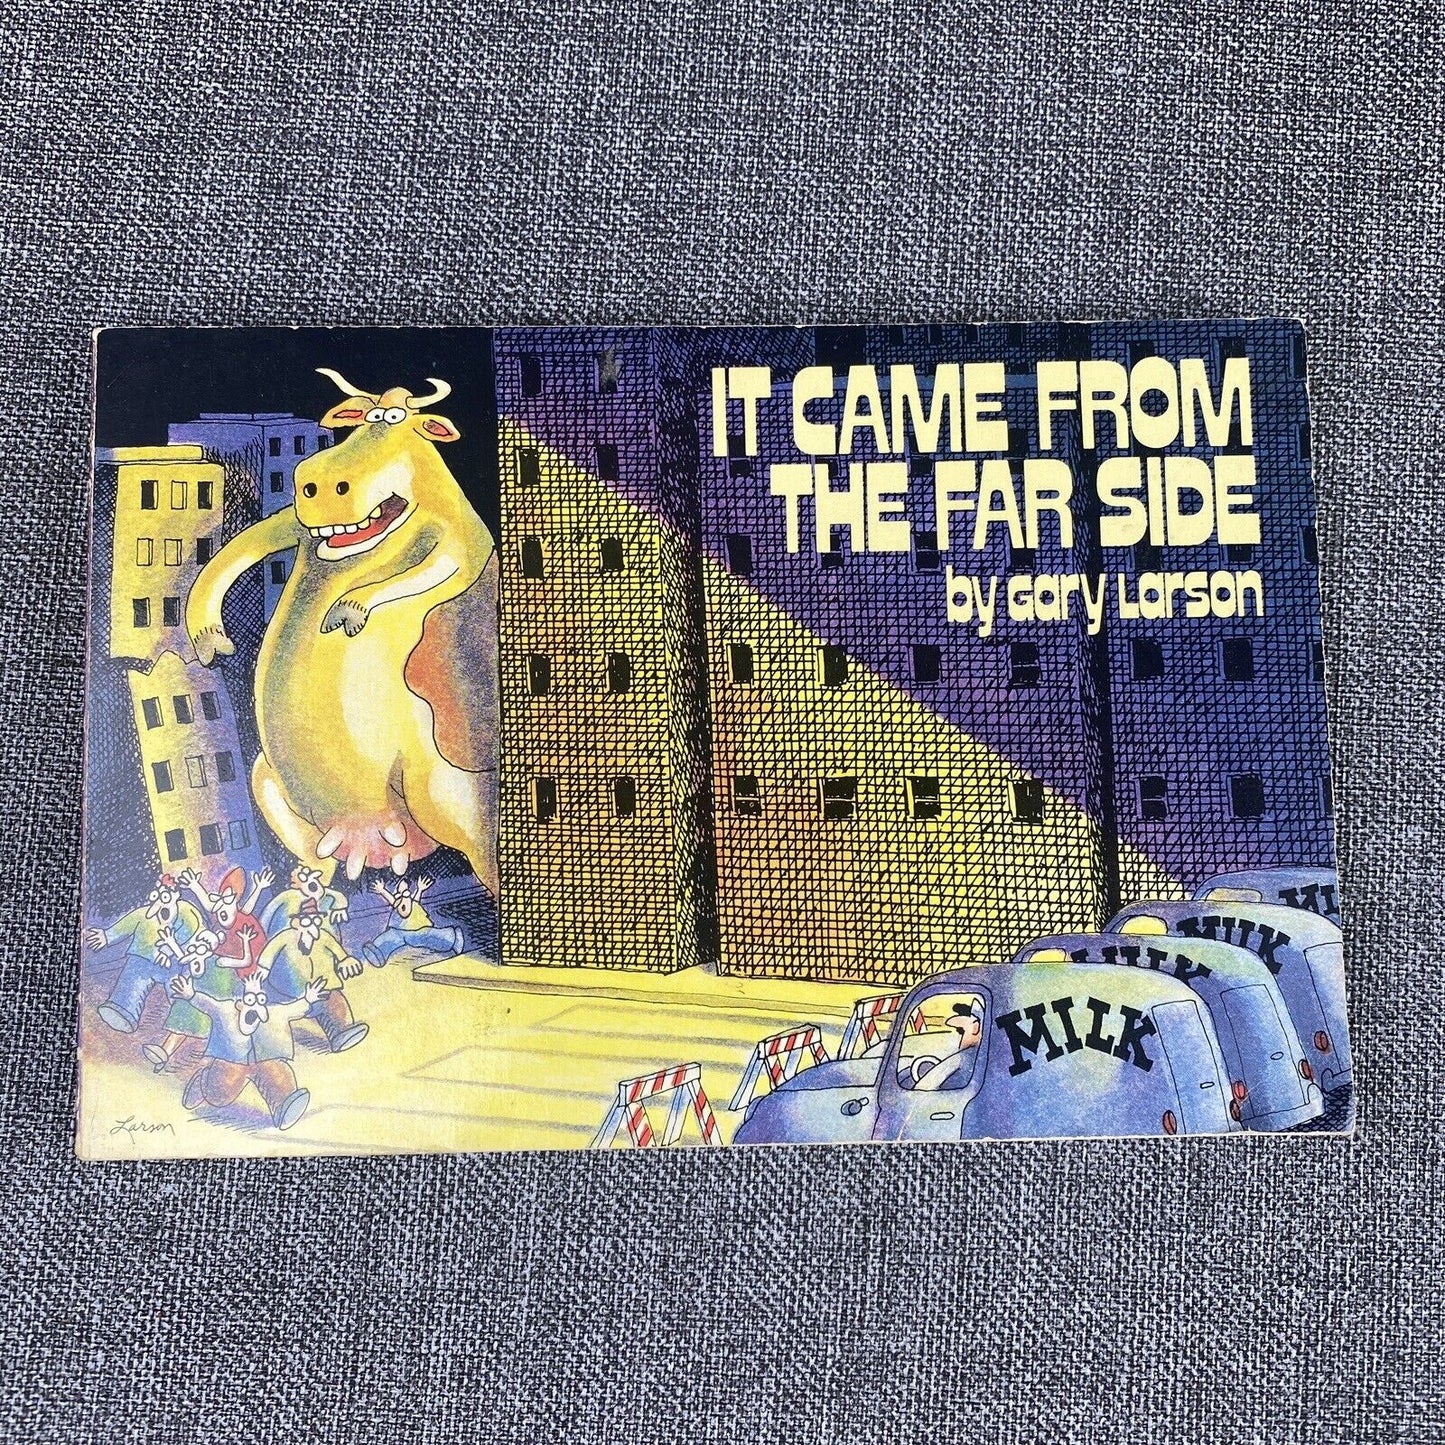 IT CAME FROM
THE FAR SIDE
by Gary Larson
MILK
MILK
MILK
Larson